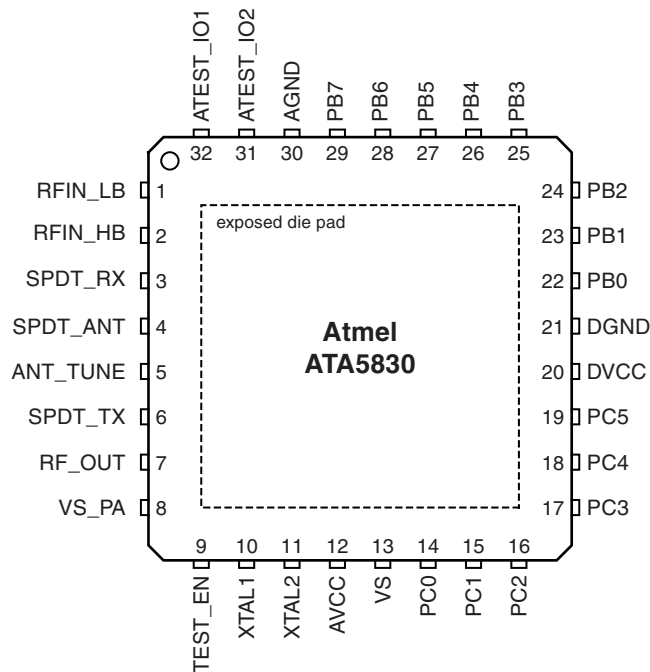 ATEST_IO1
ATEST_IO2
AGND
PB7
PB6
PB5
PB4
PB3
32 31 30 29 28 27 26 25
RFIN_LB 1
RFIN_HB 2
SPDT_RX 3
SPDT_ANT 4
ANT_TUNE 5
SPDT_TX 6
RF_OUT 7
VS_PA 8
exposed die pad
Atmel
ATA5830
24 PB2
23 PB1
22 PB0
21 DGND
20 DVCC
19 PC5
18 PC4
17 PC3
9 10 11 12 13 14 15 16
TEST_EN
XTAL1
XTAL2
AVCC
VS
PC0
PC1
PC2